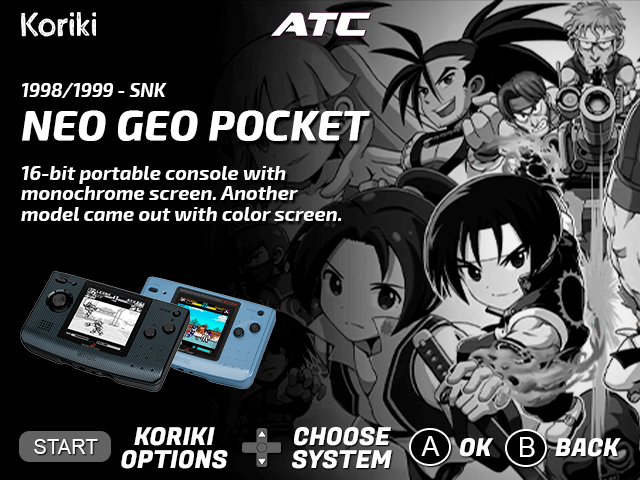 Koriki
ATC
1998/1999 - SNK
NEO GEO POCKET
16-bit portable console with
monochrome screen. Another
model came out with color screen.
START
KORIKI
OPTIONS
CHOOSE
SYSTEM
A OK
B BACK